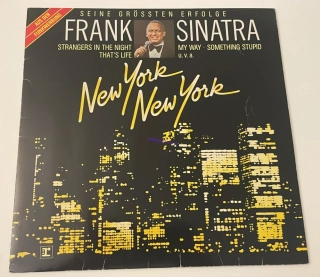 SEINE GRÖSSTEN ERFOLGE
FRANK SINATRA
STRANGERS IN THE NIGHT MY WAY · SOMETHING STUPID
THAT'S LIFE U.V.A.
New York
New York